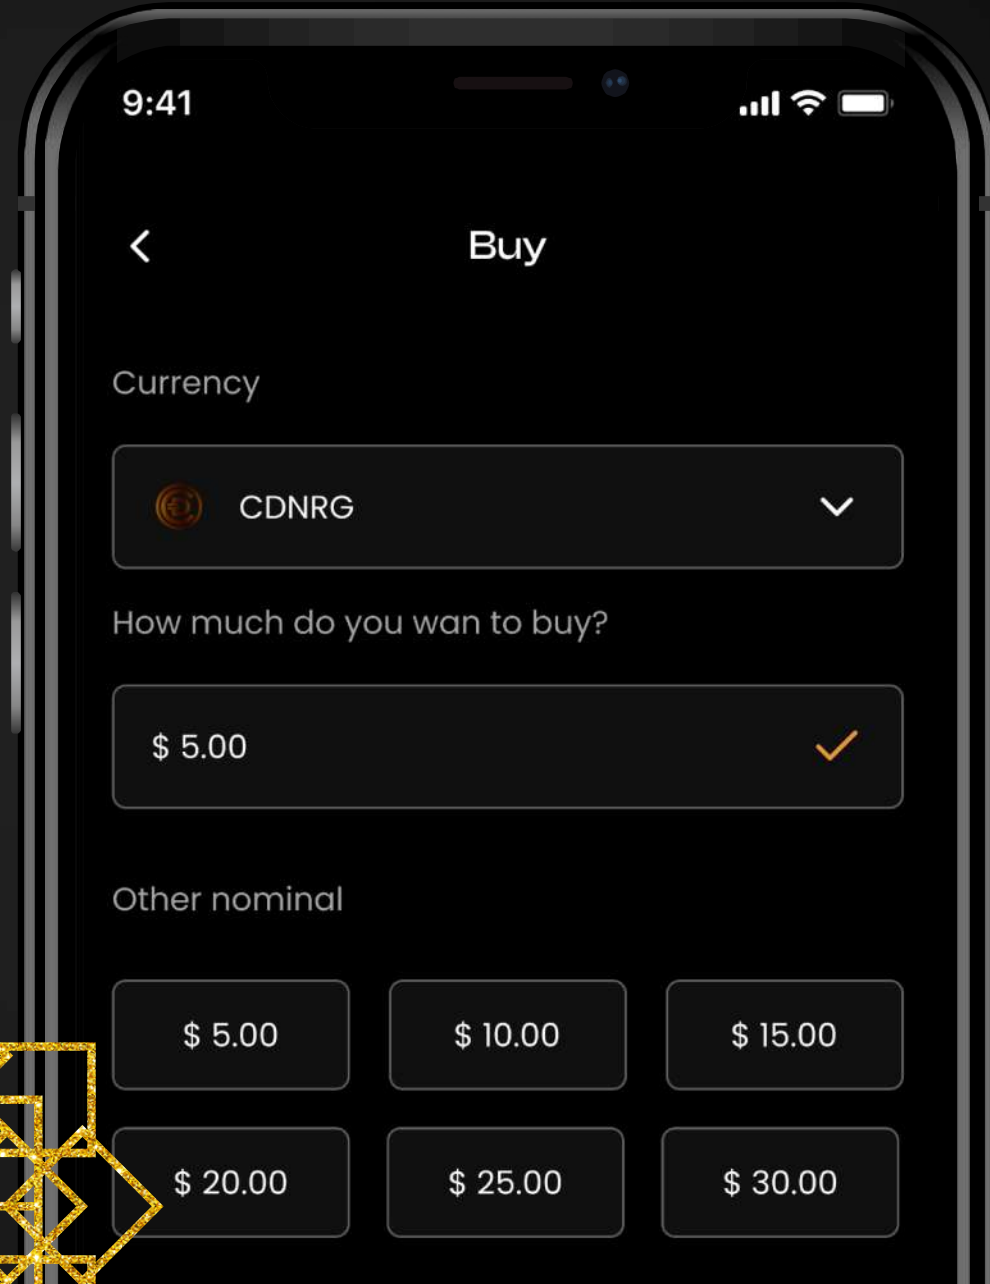 9:41
Buy
Currency
CDNRG
How much do you wan to buy?
$ 5.00
Other nominal
$ 5.00 $ 10.00 $ 15.00
$ 20.00 $ 25.00 $ 30.00